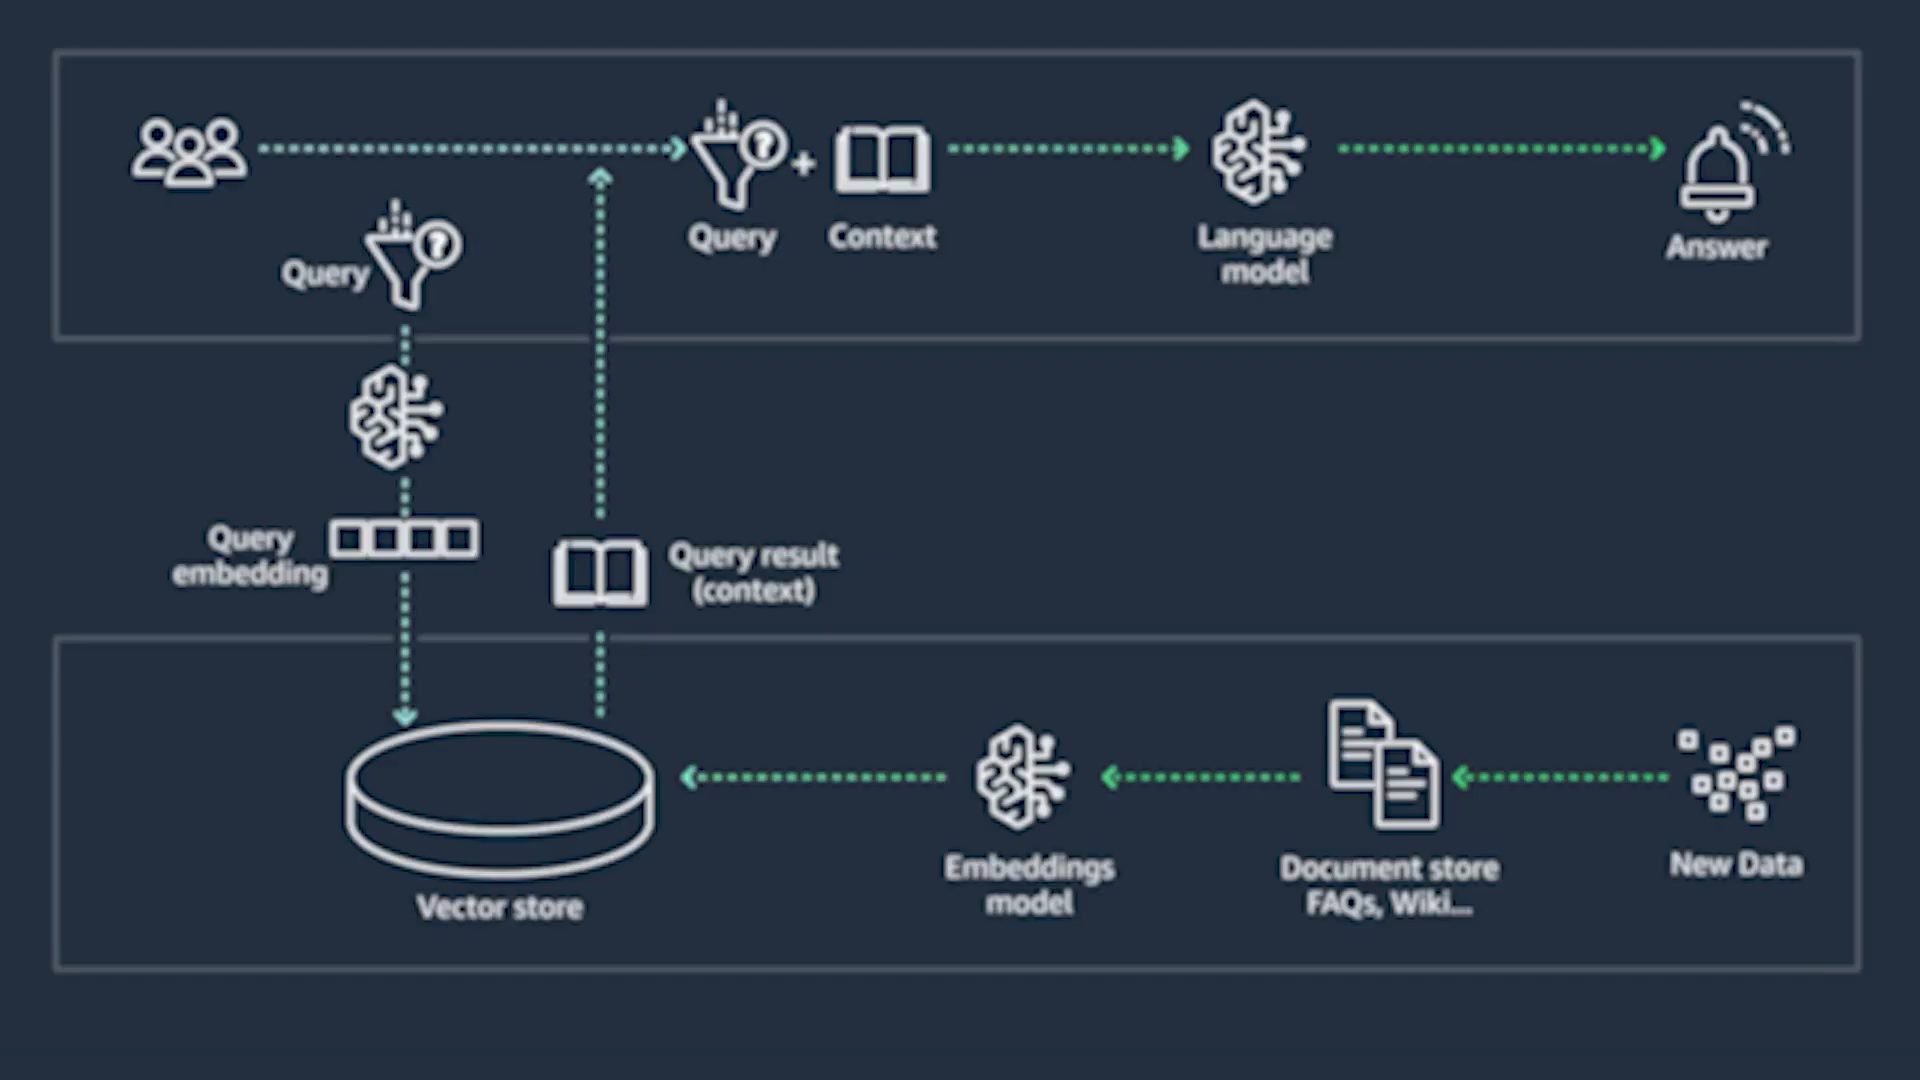 Query
Context
Language
model
Answer
Query
Query
embedding
Query result
(context)
Vector store
Embeddings
model
Document store
FAQs, Wiki...
New Data